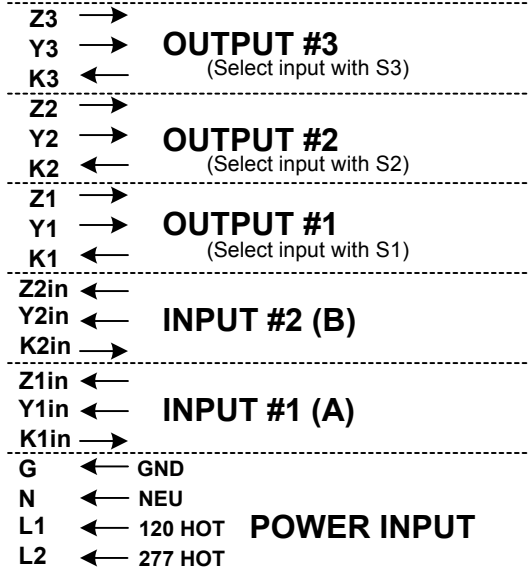 Z3
Y3 OUTPUT #3
(Select input with S3)
K3
Z2
Y2 OUTPUT #2
(Select input with S2)
K2
Z1
Y1 OUTPUT #1
(Select input with S1)
K1
Z2in
Y2in INPUT #2 (B)
K2in
Z1in
Y1in INPUT #1 (A)
K1in
G GND
N NEU
L1 120 HOT POWER INPUT
L2 277 HOT